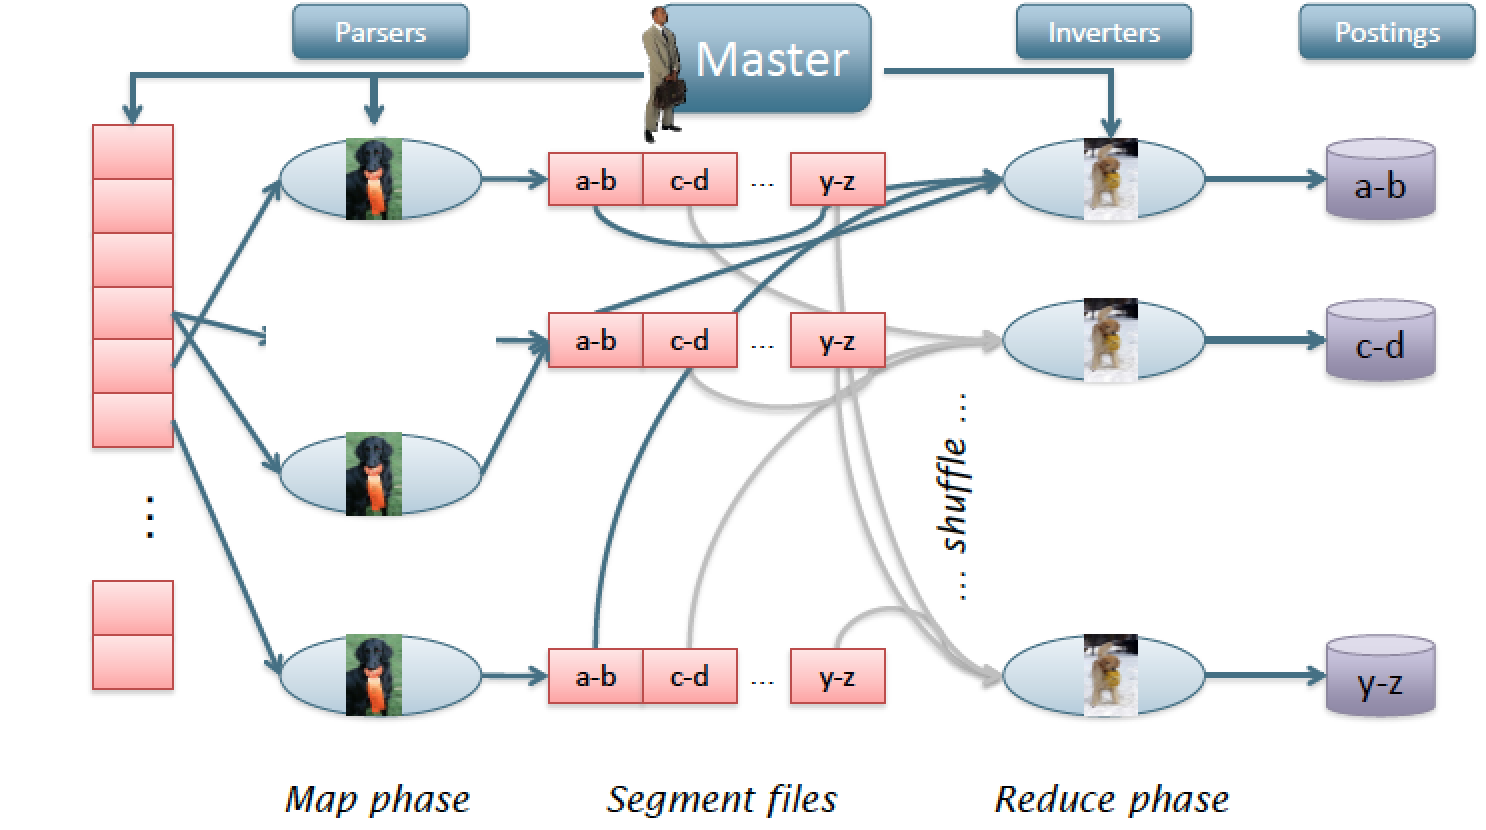 Parsers
Master
Inverters
Postings
a-b c-d ... y-z
a-b
a-b c-d ... y-z
c-d
... shuffle ...
...
a-b c-d ... y-z
y-z
Map phase
Segment files
Reduce phase